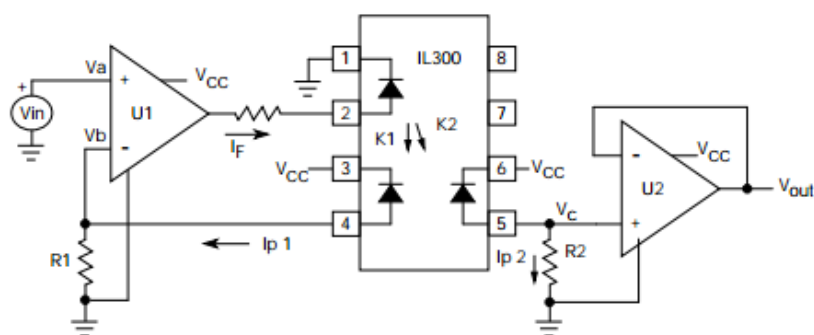 1 IL300 8
Va
+ + VCC
Vin U1 2 7
Vb - IF K1 K2 -
VCC 3 6 VCC VCC
U2 Vout
4 5 VC +
Ip 1
R1 Ip 2 R2